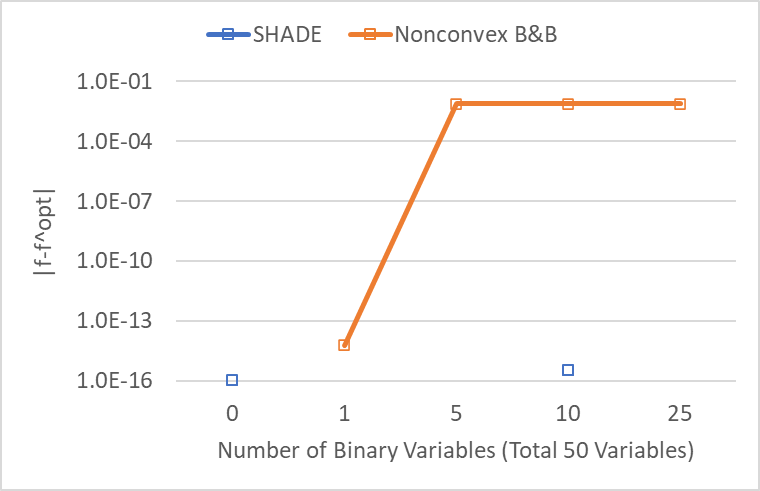 SHADE Nonconvex B&B
1.0E-01
1.0E-04
1.0E-07
1.0E-10
1.0E-13
1.0E-16
|f-f^opt|
0 1 5 10 25
Number of Binary Variables (Total 50 Variables)